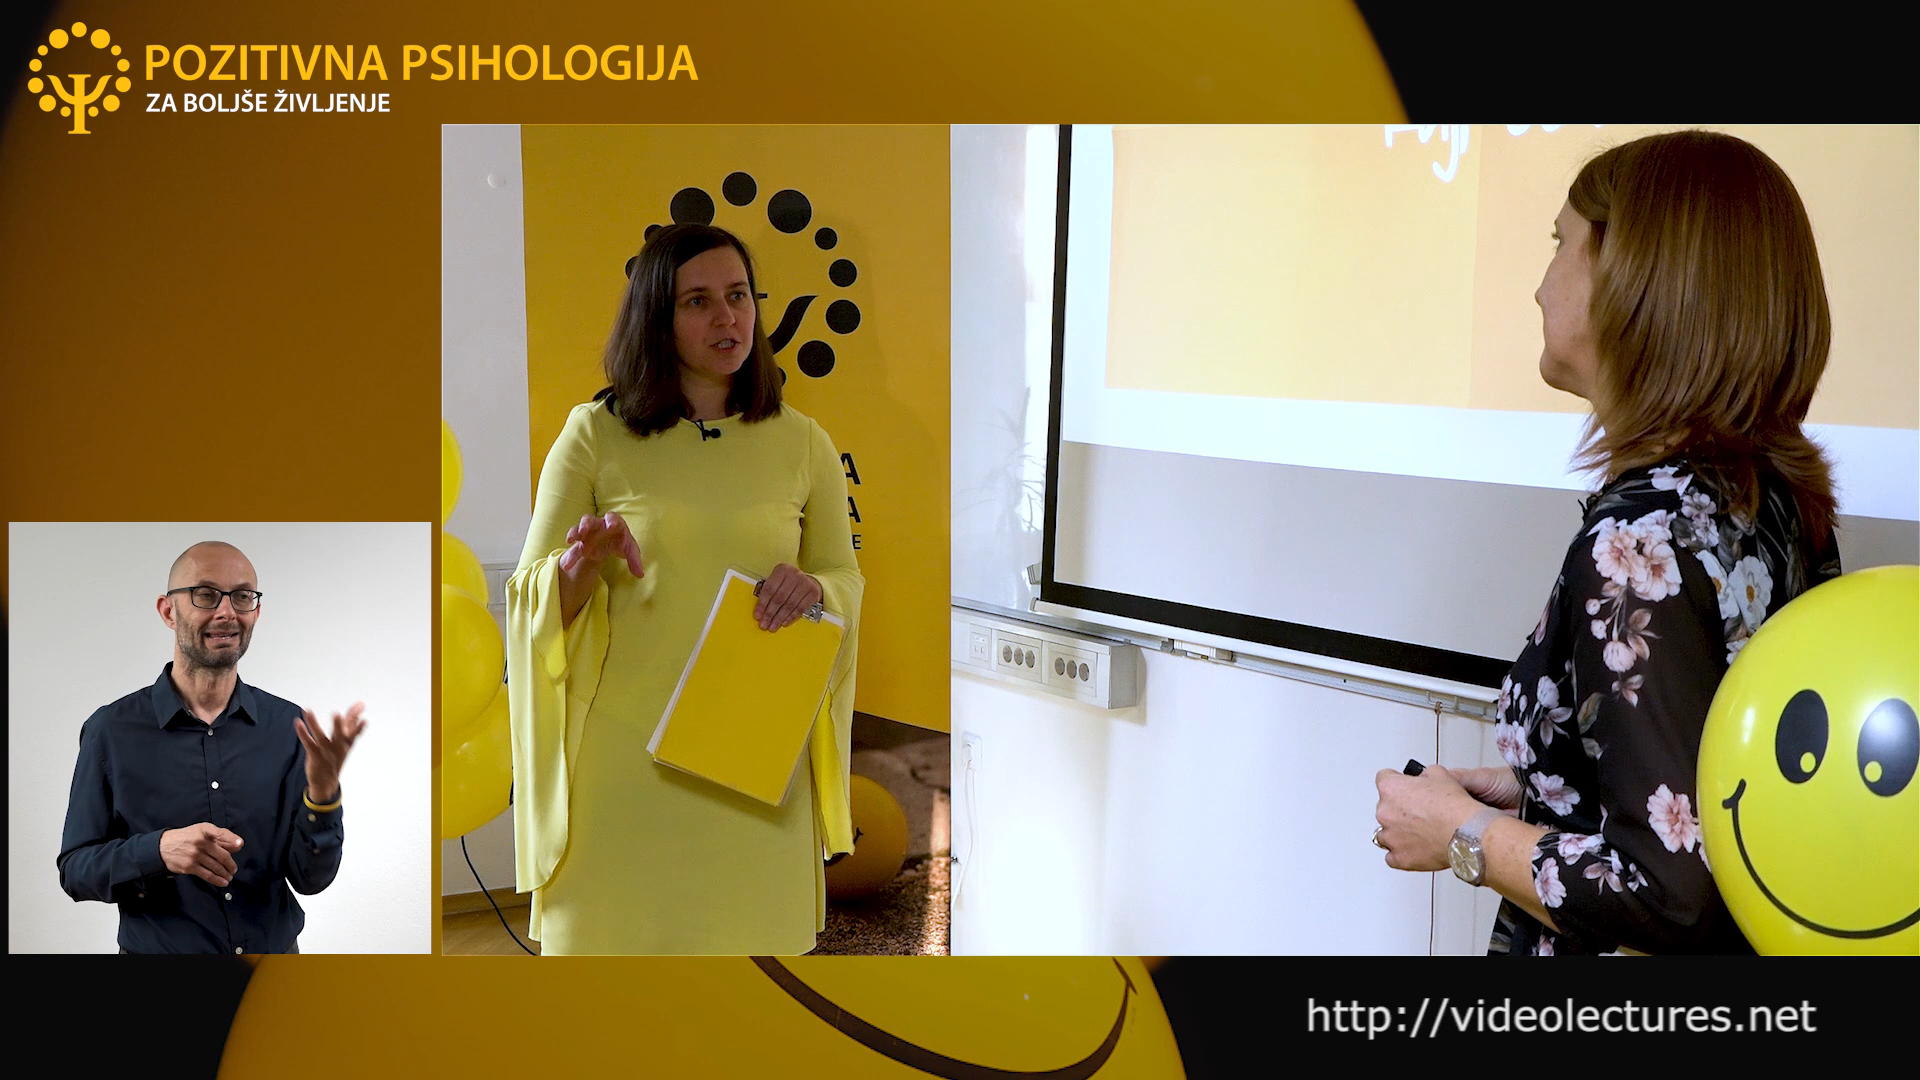 POZITIVNA PSIHOLOGIJA
ZA BOLJŠE ŽIVLJENJE
A
A
E
http://videolectures.net